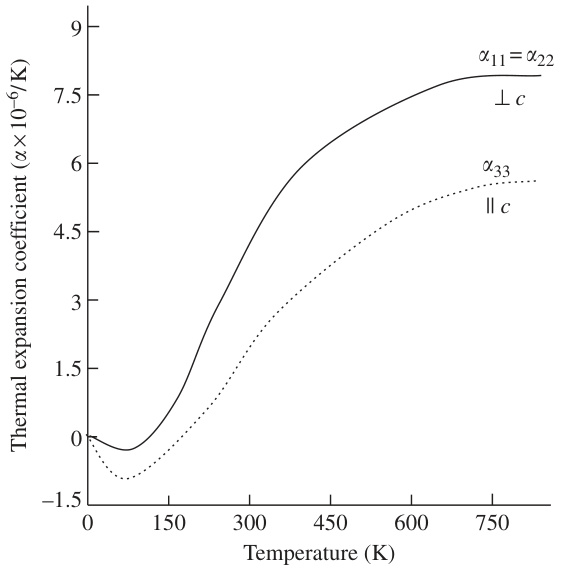 9
7.5
6
4.5
3
1.5
0
−1.5
Thermal expansion coefficient (α×10⁻⁶/K)
α₁₁ = α₂₂
⊥ c
α₃₃
∥ c
0 150 300 450 600 750
Temperature (K)